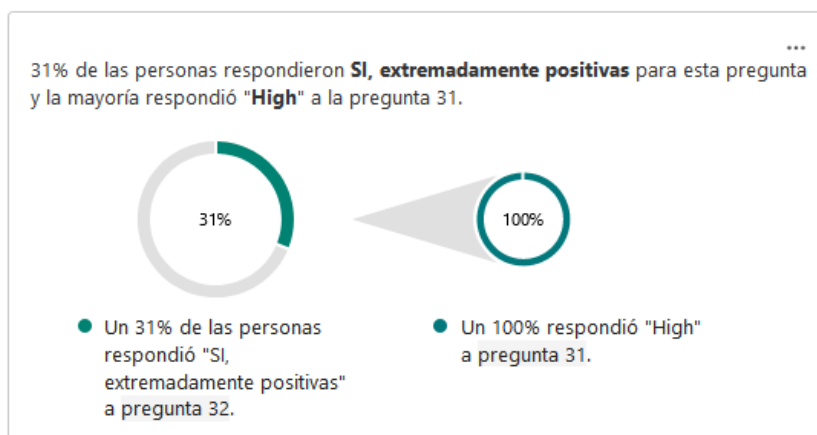 ...
31% de las personas respondieron SI, extremadamente positivas para esta pregunta
y la mayoría respondió "High" a la pregunta 31.
31%
100%
Un 31% de las personas
respondió "SI,
extremadamente positivas"
a pregunta 32.
Un 100% respondió "High"
a pregunta 31.